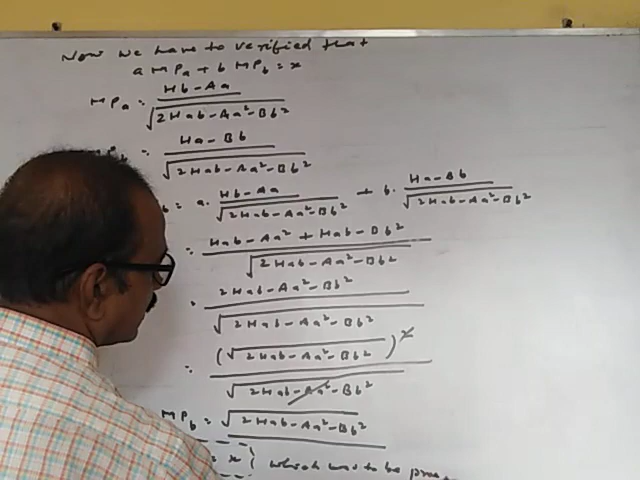 Now we have to verified that
a MPa + b MPb = x
MPa = Hb - Aa / √2Hab - Aa² - Bb²
= Ha - Bb / √2Hab - Aa² - Bb²
b = a. Hb - Aa / √2Hab - Aa² - Bb² + b. Ha - Bb / √2Hab - Aa² - Bb²
= Hab - Aa² + Hab - Bb² / √2Hab - Aa² - Bb²
= 2Hab - Aa² - Bb² / √2Hab - Aa² - Bb²
= (√2Hab - Aa² - Bb²)² / √2Hab - Aa² - Bb²
MPb = √2Hab - Aa² - Bb²
= x which was to be